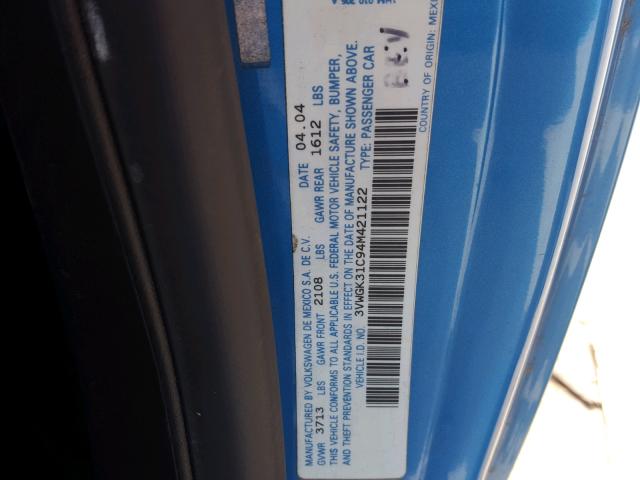 MANUFACTURED BY VOLKSWAGEN DE MEXICO S.A. DE C.V. DATE 04.04
GVWR 3713 LBS GAWR FRONT 2108 LBS GAWR REAR 1612 LBS
THIS VEHICLE CONFORMS TO ALL APPLICABLE U.S. FEDERAL MOTOR VEHICLE SAFETY, BUMPER,
AND THEFT PREVENTION STANDARDS IN EFFECT ON THE DATE OF MANUFACTURE SHOWN ABOVE.
VEHICLE I.D. NO. 3VWGK31C94M421122 TYPE: PASSENGER CAR
COUNTRY OF ORIGIN: MEXI